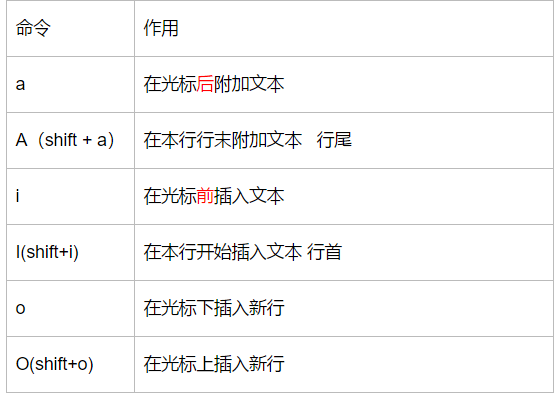 命令 作用
a 在光标后附加文本
A（shift + a） 在本行行末附加文本 行尾
i 在光标前插入文本
I(shift+i) 在本行开始插入文本 行首
o 在光标下插入新行
O(shift+o) 在光标上插入新行